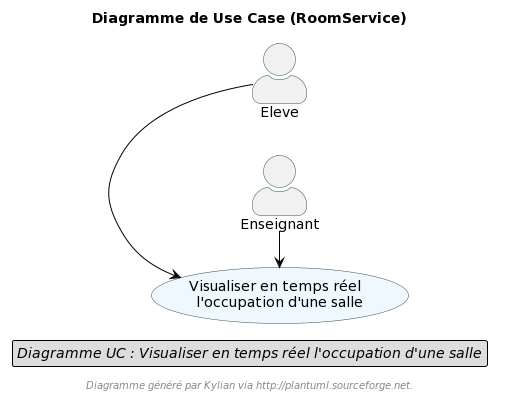 Diagramme de Use Case (RoomService)
Eleve
Enseignant
Visualiser en temps réel
l'occupation d'une salle
Diagramme UC : Visualiser en temps réel l'occupation d'une salle
Diagramme généré par Kylian via http://plantuml.sourceforge.net.